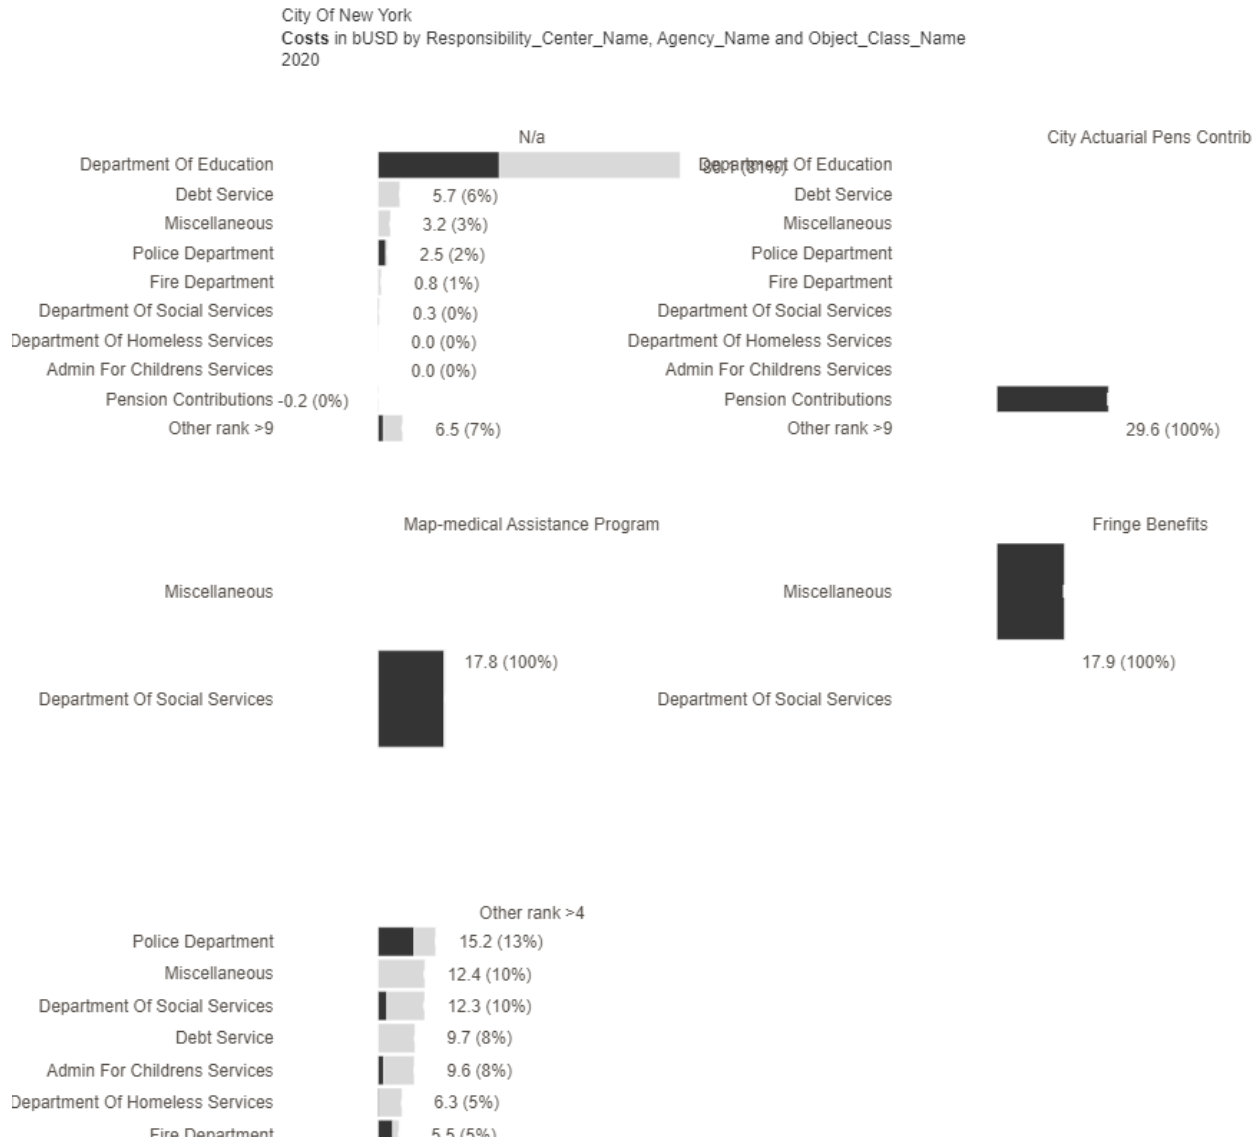 City Of New York
Costs in bUSD by Responsibility_Center_Name, Agency_Name and Object_Class_Name
2020
N/a
Department Of Education
Debt Service 5.7 (6%)
Miscellaneous 3.2 (3%)
Police Department 2.5 (2%)
Fire Department 0.8 (1%)
Department Of Social Services 0.3 (0%)
Department Of Homeless Services 0.0 (0%)
Admin For Childrens Services 0.0 (0%)
Pension Contributions -0.2 (0%)
Other rank >9 6.5 (7%)
City Actuarial Pens Contrib
Department Of Education
Debt Service
Miscellaneous
Police Department
Fire Department
Department Of Social Services
Department Of Homeless Services
Admin For Childrens Services
Pension Contributions
Other rank >9 29.6 (100%)
Map-medical Assistance Program
Miscellaneous
17.8 (100%)
Department Of Social Services
Fringe Benefits
Miscellaneous
17.9 (100%)
Department Of Social Services
Other rank >4
Police Department 15.2 (13%)
Miscellaneous 12.4 (10%)
Department Of Social Services 12.3 (10%)
Debt Service 9.7 (8%)
Admin For Childrens Services 9.6 (8%)
Department Of Homeless Services 6.3 (5%)
Fire Department 5.5 (5%)